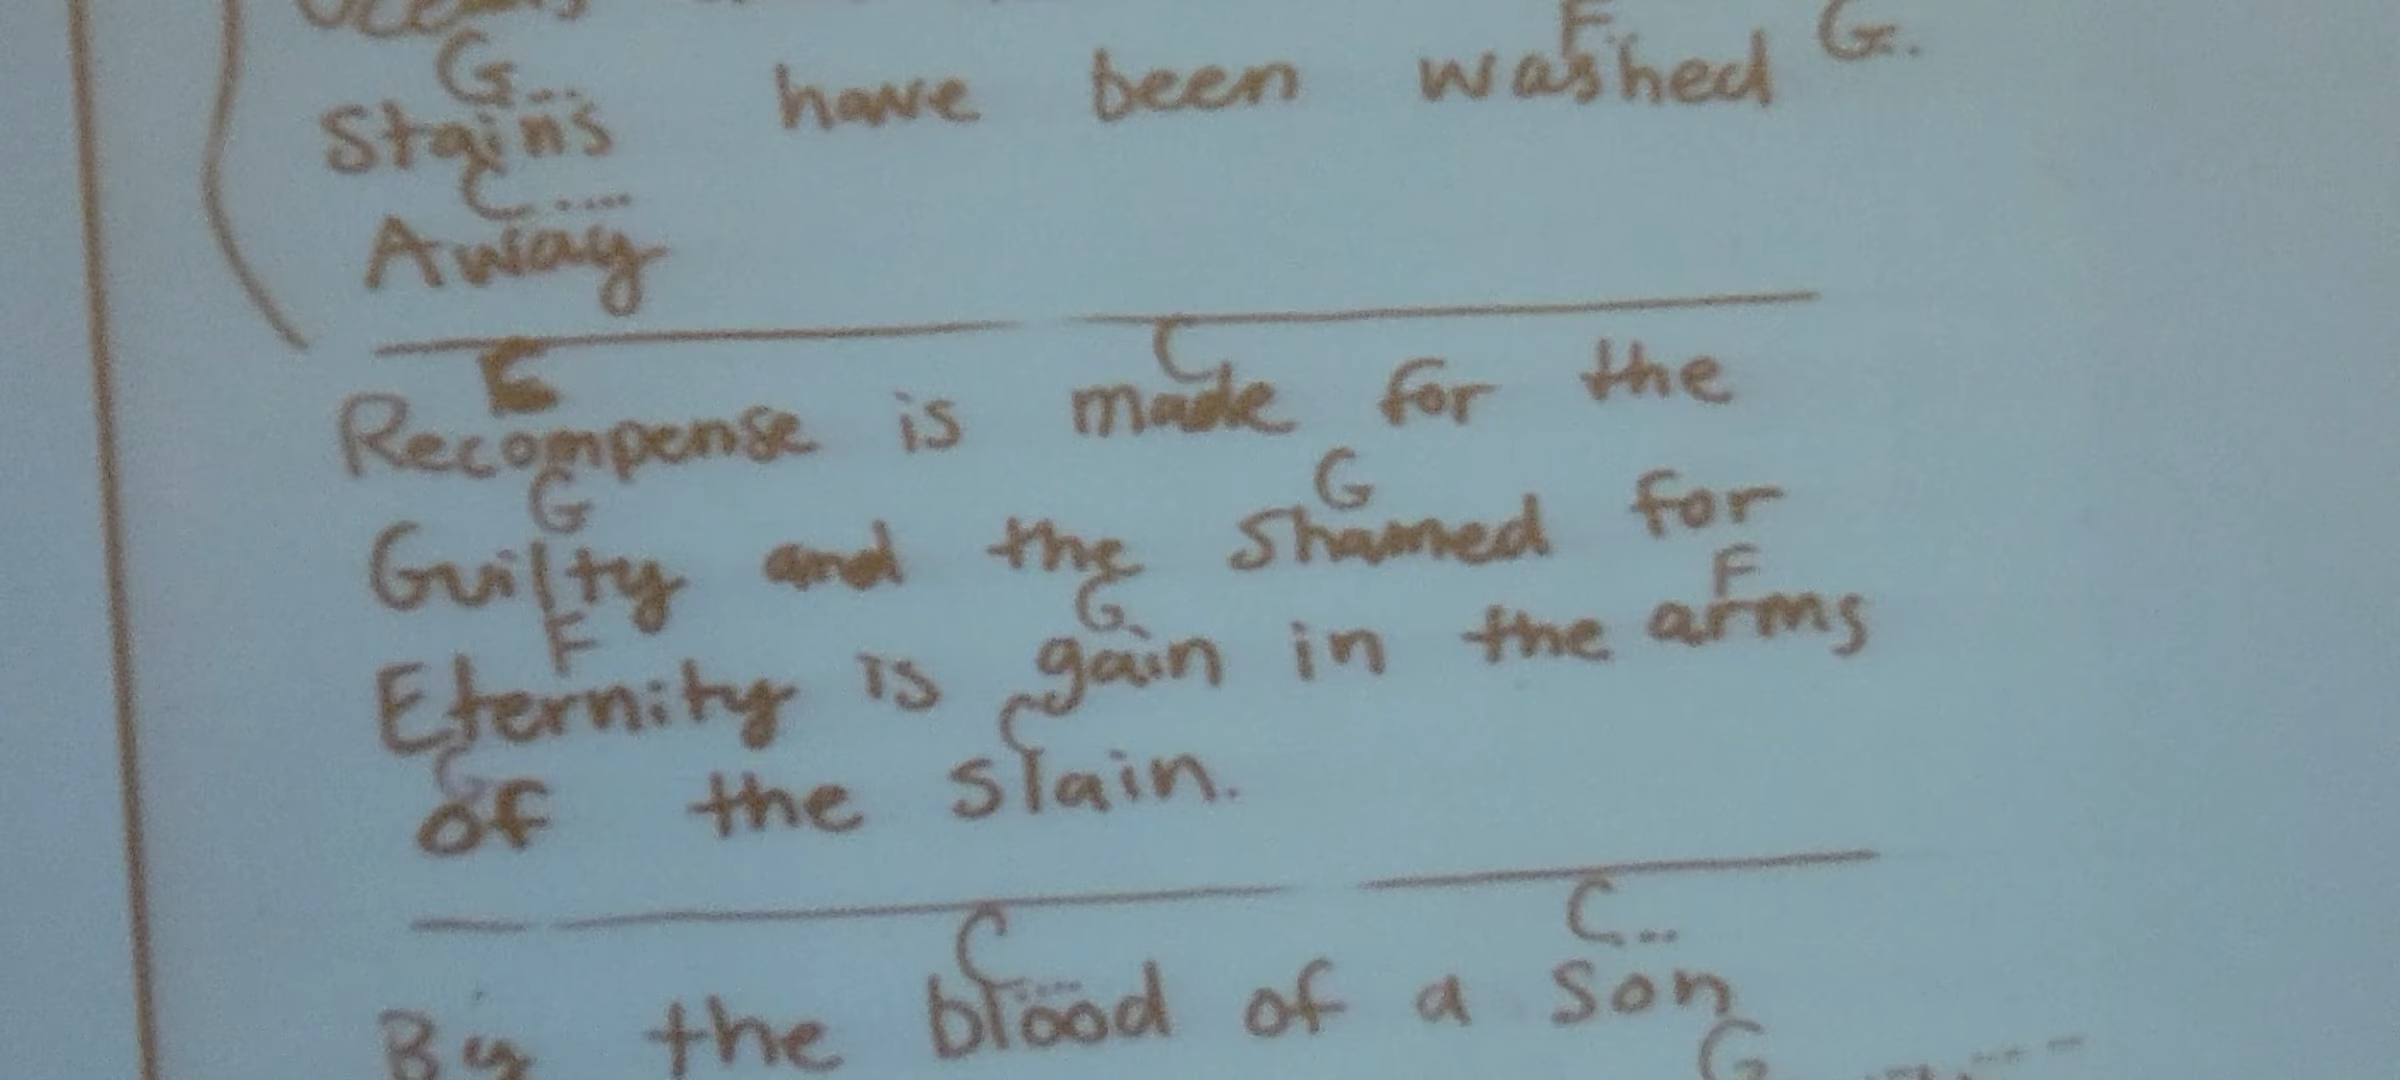 G.. F G.
Stains have been washed
C ....
Away
C
Recompense is made for the
G G
Guilty and the Shamed for
F G F
Eternity is gain in the arms
C
of the slain.
C .... C..
By the blood of a Son
G